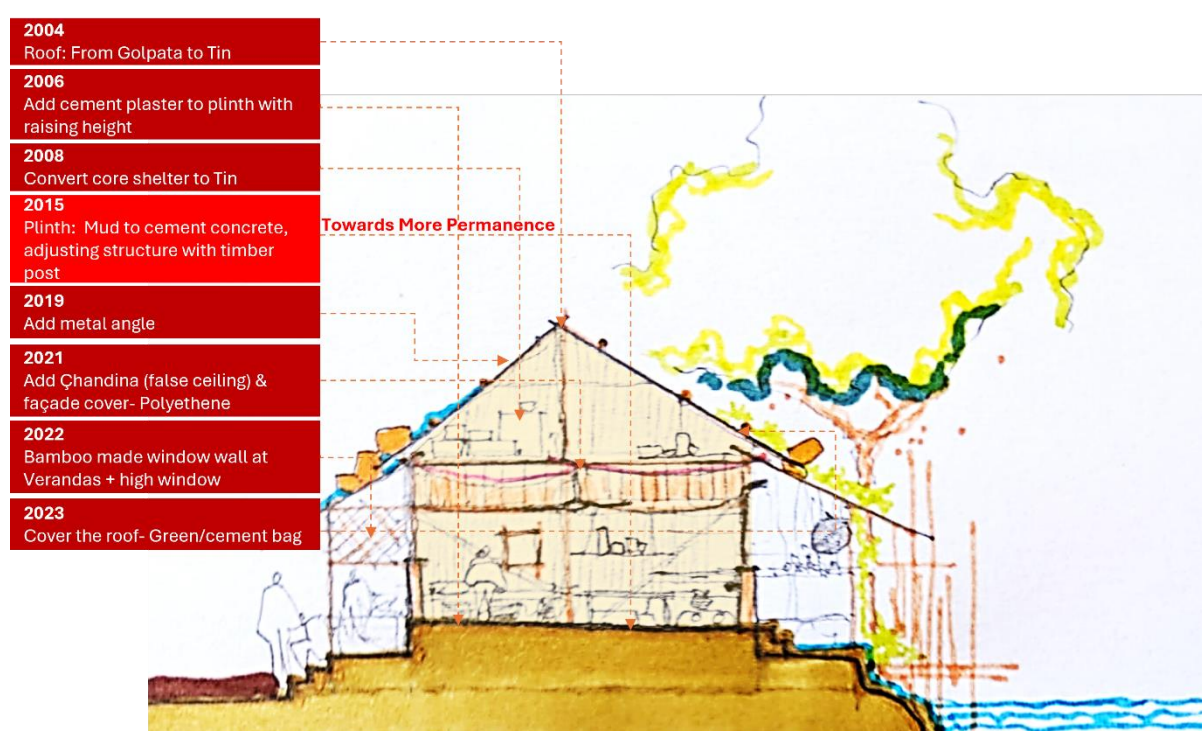 2004
Roof: From Golpata to Tin
2006
Add cement plaster to plinth with
raising height
2008
Convert core shelter to Tin
2015
Plinth:  Mud to cement concrete,
adjusting structure with timber
post
Towards More Permanence
2019
Add metal angle
2021
Add Çhandina (false ceiling) &
façade cover- Polyethene
2022
Bamboo made window wall at
Verandas + high window
2023
Cover the roof- Green/cement bag